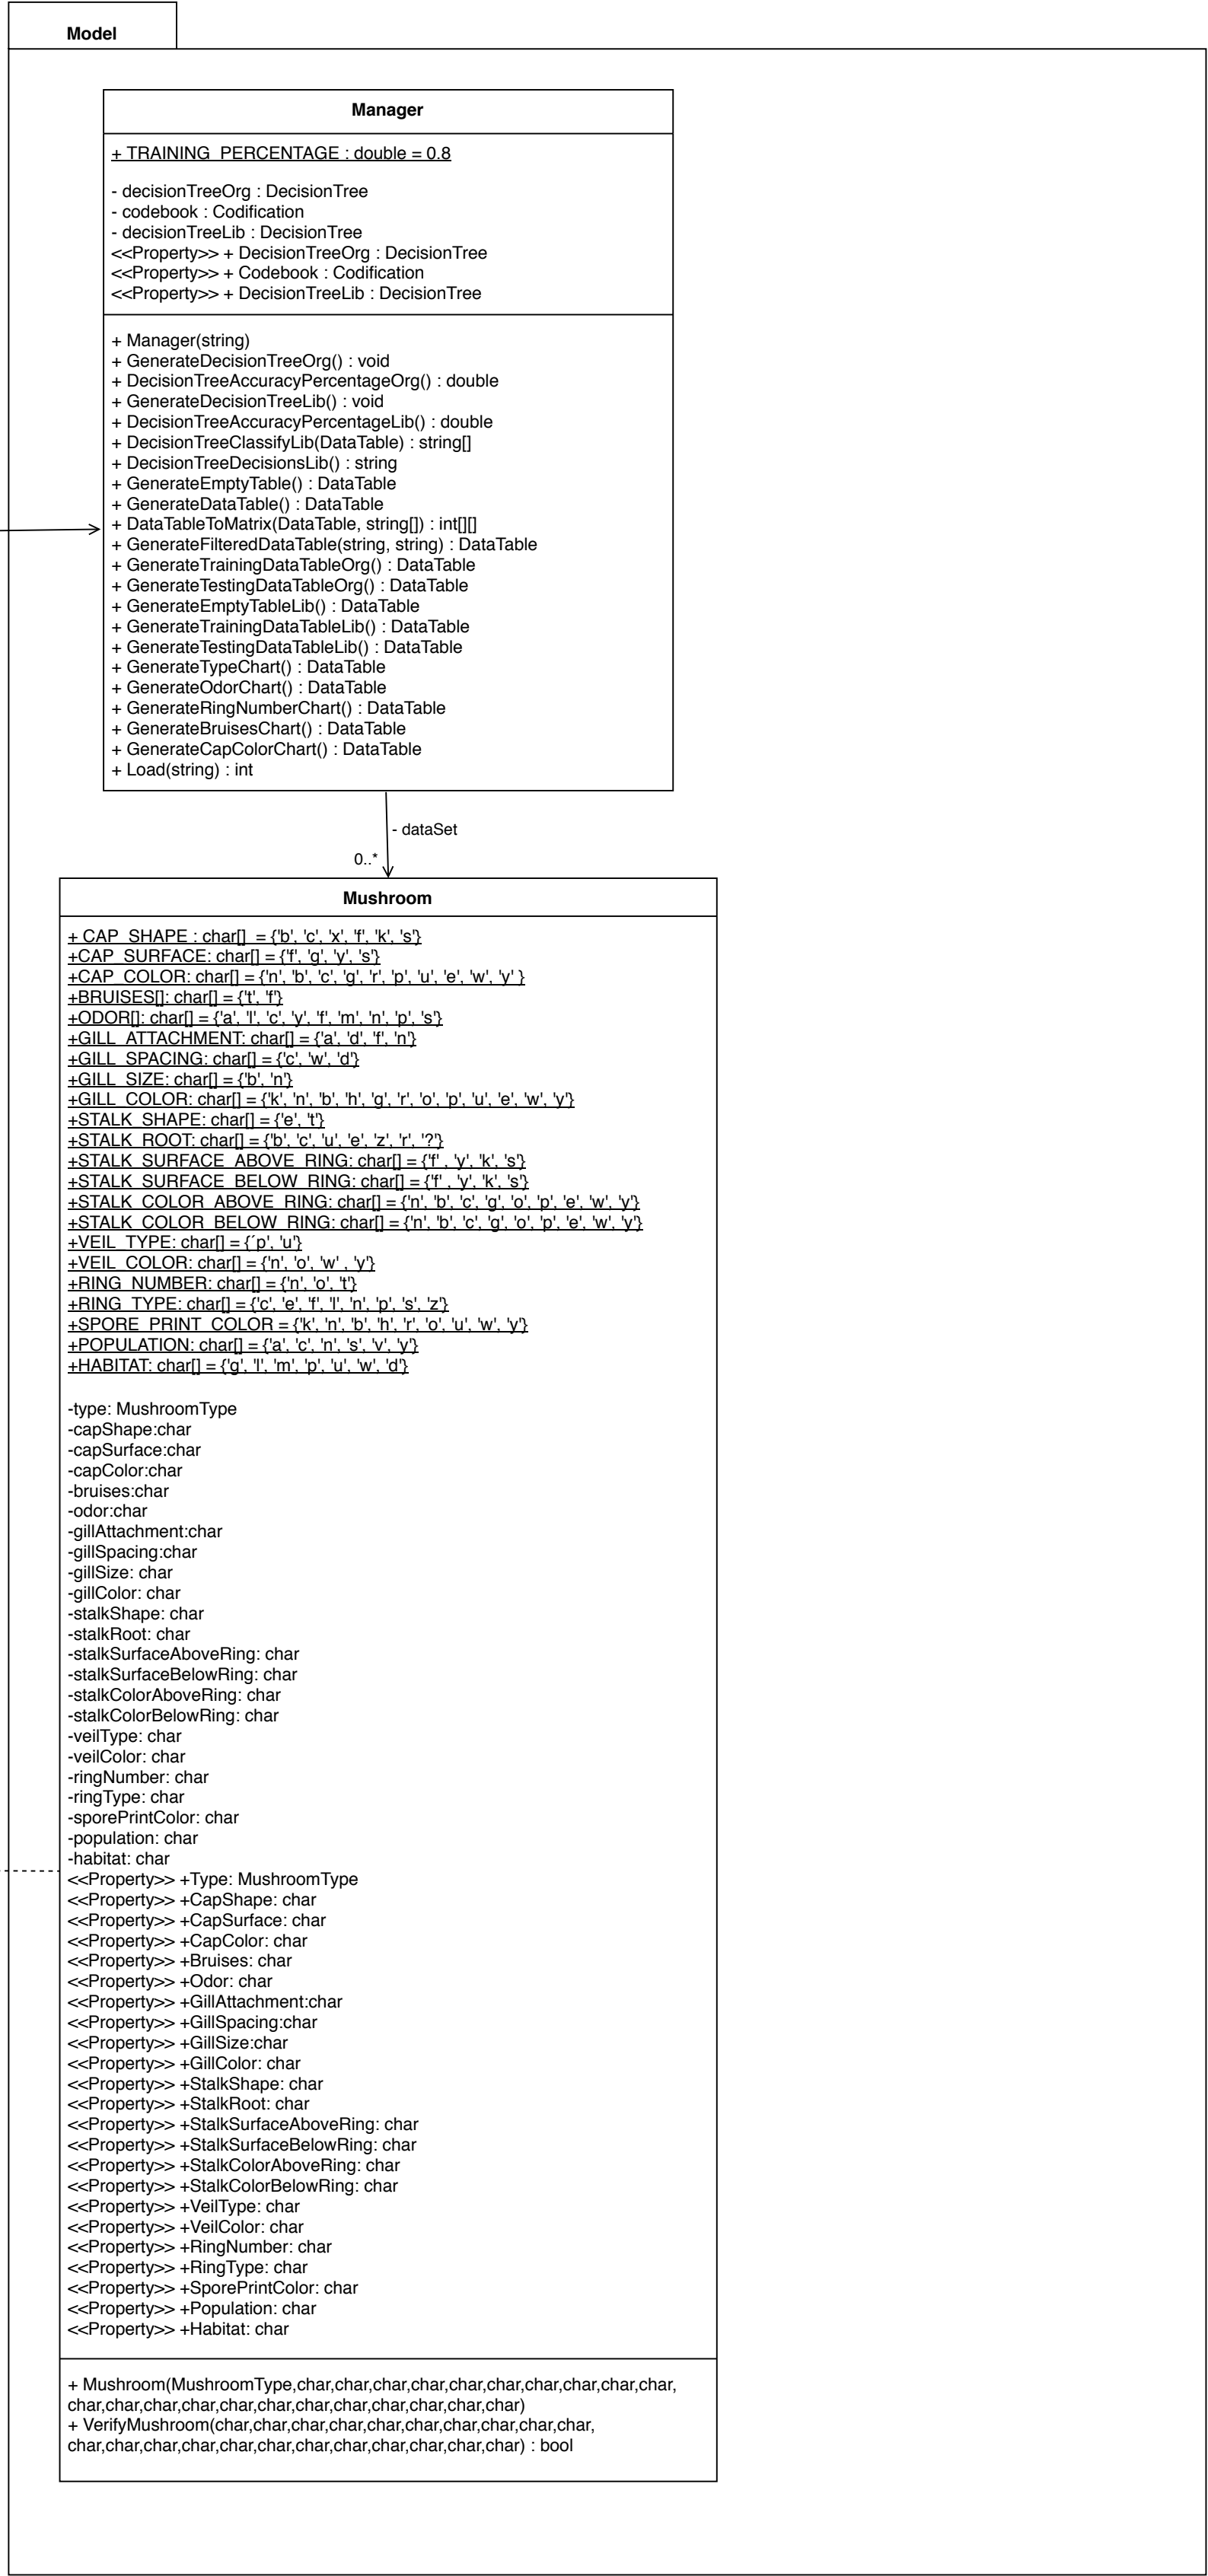 Model
Manager
+ TRAINING_PERCENTAGE : double = 0.8
- decisionTreeOrg : DecisionTree
- codebook : Codification
- decisionTreeLib : DecisionTree
<<Property>> + DecisionTreeOrg : DecisionTree
<<Property>> + Codebook : Codification
<<Property>> + DecisionTreeLib : DecisionTree
+ Manager(string)
+ GenerateDecisionTreeOrg() : void
+ DecisionTreeAccuracyPercentageOrg() : double
+ GenerateDecisionTreeLib() : void
+ DecisionTreeAccuracyPercentageLib() : double
+ DecisionTreeClassifyLib(DataTable) : string[]
+ DecisionTreeDecisionsLib() : string
+ GenerateEmptyTable() : DataTable
+ GenerateDataTable() : DataTable
+ DataTableToMatrix(DataTable, string[]) : int[][]
+ GenerateFilteredDataTable(string, string) : DataTable
+ GenerateTrainingDataTableOrg() : DataTable
+ GenerateTestingDataTableOrg() : DataTable
+ GenerateEmptyTableLib() : DataTable
+ GenerateTrainingDataTableLib() : DataTable
+ GenerateTestingDataTableLib() : DataTable
+ GenerateTypeChart() : DataTable
+ GenerateOdorChart() : DataTable
+ GenerateRingNumberChart() : DataTable
+ GenerateBruisesChart() : DataTable
+ GenerateCapColorChart() : DataTable
+ Load(string) : int
- dataSet
0..*
Mushroom
+ CAP_SHAPE : char[] = {'b', 'c', 'x', 'f', 'k', 's'}
+CAP_SURFACE: char[] = {'f', 'g', 'y', 's'}
+CAP_COLOR: char[] = {'n', 'b', 'c', 'g', 'r', 'p', 'u', 'e', 'w', 'y' }
+BRUISES[]: char[] = {'t', 'f'}
+ODOR[]: char[] = {'a', 'l', 'c', 'y', 'f', 'm', 'n', 'p', 's'}
+GILL_ATTACHMENT: char[] = {'a', 'd', 'f', 'n'}
+GILL_SPACING: char[] = {'c', 'w', 'd'}
+GILL_SIZE: char[] = {'b', 'n'}
+GILL_COLOR: char[] = {'k', 'n', 'b', 'h', 'g', 'r', 'o', 'p', 'u', 'e', 'w', 'y'}
+STALK_SHAPE: char[] = {'e', 't'}
+STALK_ROOT: char[] = {'b', 'c', 'u', 'e', 'z', 'r', '?'}
+STALK_SURFACE_ABOVE_RING: char[] = {'f' , 'y', 'k', 's'}
+STALK_SURFACE_BELOW_RING: char[] = {'f' , 'y', 'k', 's'}
+STALK_COLOR_ABOVE_RING: char[] = {'n', 'b', 'c', 'g', 'o', 'p', 'e', 'w', 'y'}
+STALK_COLOR_BELOW_RING: char[] = {'n', 'b', 'c', 'g', 'o', 'p', 'e', 'w', 'y'}
+VEIL_TYPE: char[] = {´p', 'u'}
+VEIL_COLOR: char[] = {'n', 'o', 'w' , 'y'}
+RING_NUMBER: char[] = {'n', 'o', 't'}
+RING_TYPE: char[] = {'c', 'e', 'f', 'l', 'n', 'p', 's', 'z'}
+SPORE_PRINT_COLOR = {'k', 'n', 'b', 'h', 'r', 'o', 'u', 'w', 'y'}
+POPULATION: char[] = {'a', 'c', 'n', 's', 'v', 'y'}
+HABITAT: char[] = {'g', 'l', 'm', 'p', 'u', 'w', 'd'}
-type: MushroomType
-capShape:char
-capSurface:char
-capColor:char
-bruises:char
-odor:char
-gillAttachment:char
-gillSpacing:char
-gillSize: char
-gillColor: char
-stalkShape: char
-stalkRoot: char
-stalkSurfaceAboveRing: char
-stalkSurfaceBelowRing: char
-stalkColorAboveRing: char
-stalkColorBelowRing: char
-veilType: char
-veilColor: char
-ringNumber: char
-ringType: char
-sporePrintColor: char
-population: char
-habitat: char
<<Property>> +Type: MushroomType
<<Property>> +CapShape: char
<<Property>> +CapSurface: char
<<Property>> +CapColor: char
<<Property>> +Bruises: char
<<Property>> +Odor: char
<<Property>> +GillAttachment:char
<<Property>> +GillSpacing:char
<<Property>> +GillSize:char
<<Property>> +GillColor: char
<<Property>> +StalkShape: char
<<Property>> +StalkRoot: char
<<Property>> +StalkSurfaceAboveRing: char
<<Property>> +StalkSurfaceBelowRing: char
<<Property>> +StalkColorAboveRing: char
<<Property>> +StalkColorBelowRing: char
<<Property>> +VeilType: char
<<Property>> +VeilColor: char
<<Property>> +RingNumber: char
<<Property>> +RingType: char
<<Property>> +SporePrintColor: char
<<Property>> +Population: char
<<Property>> +Habitat: char
+ Mushroom(MushroomType,char,char,char,char,char,char,char,char,char,char,
char,char,char,char,char,char,char,char,char,char,char,char)
+ VerifyMushroom(char,char,char,char,char,char,char,char,char,char,
char,char,char,char,char,char,char,char,char,char,char,char) : bool